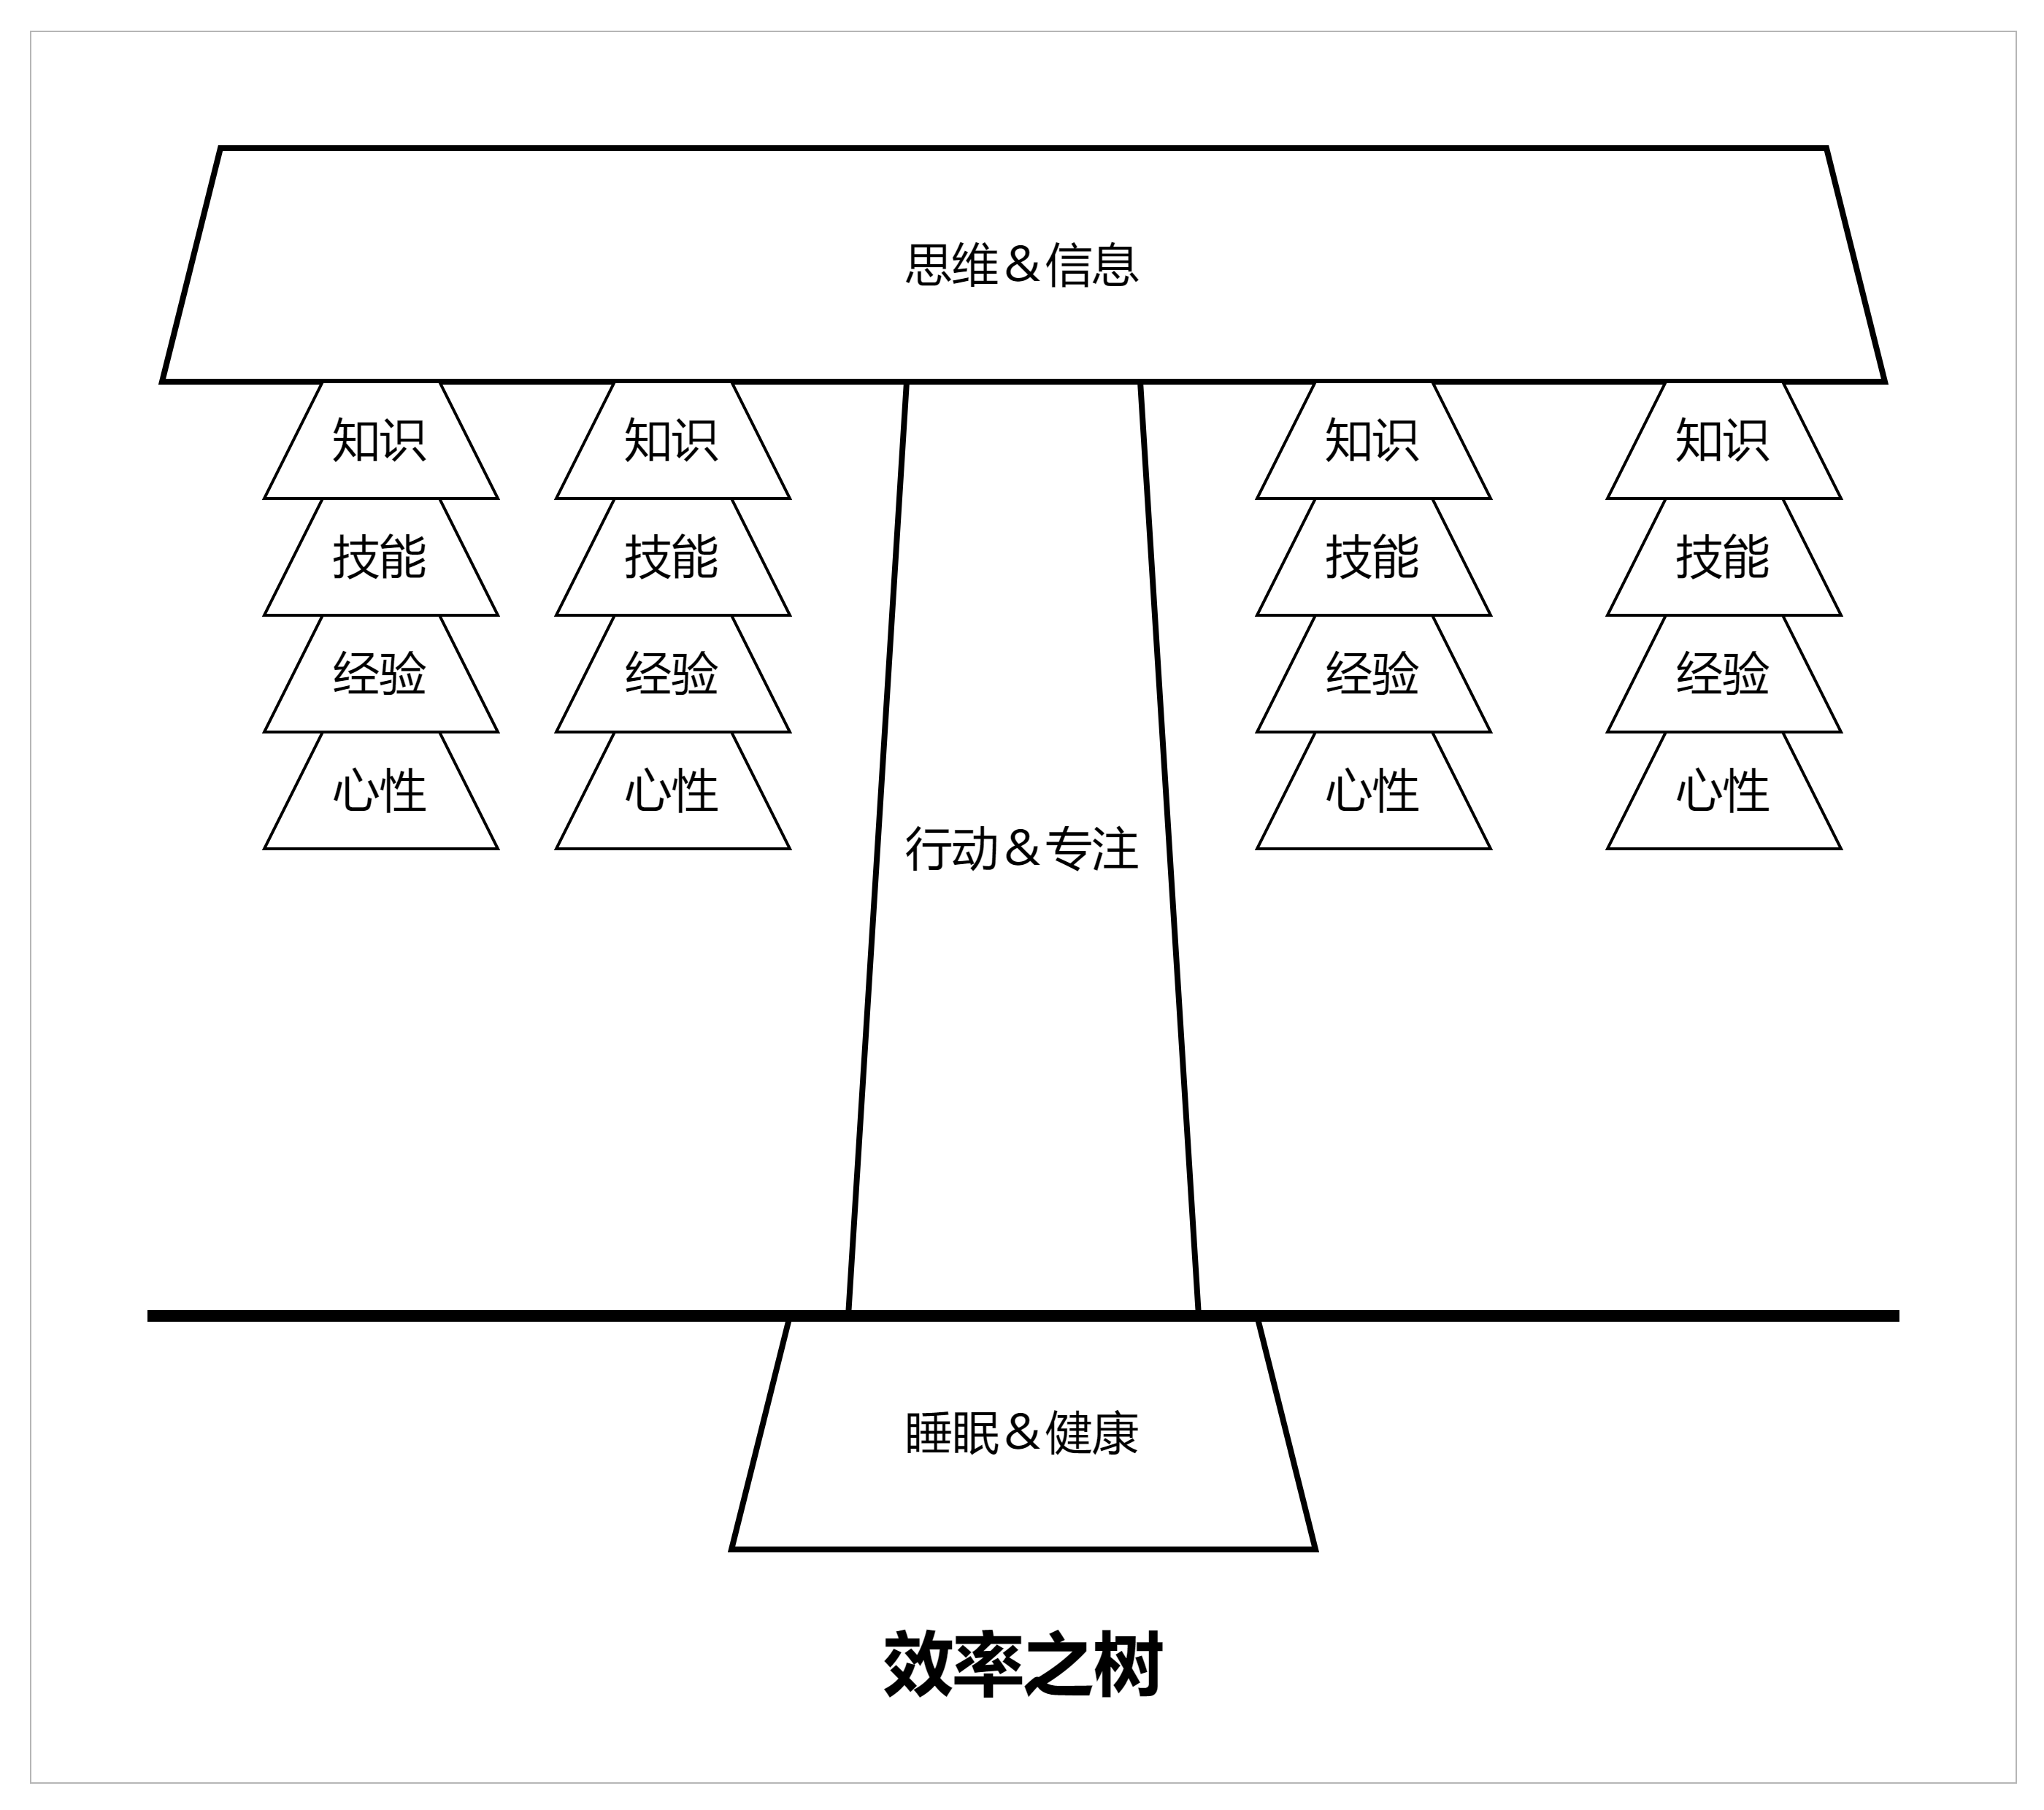 思维&信息
知识 知识 知识 知识
技能 技能 技能 技能
经验 经验 经验 经验
心性 心性 心性 心性
行动&专注
睡眠&健康
效率之树